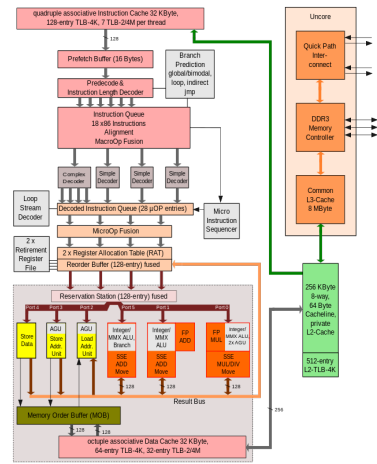 quadruple associative Instruction Cache 32 KByte,
128-entry TLB-4K, 7 TLB-2/4M per thread
128
Prefetch Buffer (16 Bytes)
Predecode &
Instruction Length Decoder
Branch
Prediction
global/bimodal,
loop, indirect
jmp
Instruction Queue
18 x86 Instructions
Alignment
MacroOp Fusion
Complex
Decoder
Simple
Decoder
Simple
Decoder
Simple
Decoder
Loop
Stream
Decoder
Decoded Instruction Queue (28 µOP entries)
Micro
Instruction
Sequencer
MicroOp Fusion
2 x
Retirement
Register
File
2 x Register Allocation Table (RAT)
Reorder Buffer (128-entry) fused
Reservation Station (128-entry) fused
Port 4
Port 3
Port 2
Port 5
Port 1
Port 0
Store
Data
AGU
Store
Addr.
Unit
AGU
Load
Addr.
Unit
Integer/
MMX ALU,
Branch
SSE
ADD
Move
Integer/
MMX
ALU
FP
ADD
SSE
ADD
Move
FP
MUL
Integer/
MMX ALU,
2x AGU
SSE
MUL/DIV
Move
128
128
128
Result Bus
Memory Order Buffer (MOB)
128
128
128
256
octuple associative Data Cache 32 KByte,
64-entry TLB-4K, 32-entry TLB-2/4M
Uncore
Quick Path
Inter-
connect
DDR3
Memory
Controller
Common
L3-Cache
8 MByte
256 KByte
8-way,
64 Byte
Cacheline,
private
L2-Cache
512-entry
L2-TLB-4K